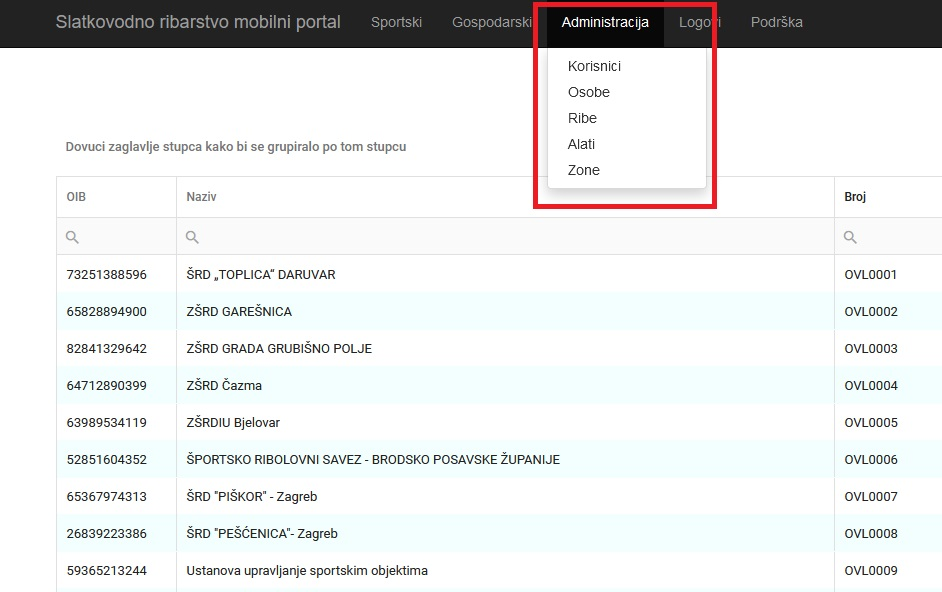 Slatkovodno ribarstvo mobilni portal Sportski Gospodarski Administracija Logovi Podrška
Korisnici
Osobe
Ribe
Alati
Zone
Dovuci zaglavlje stupca kako bi se grupiralo po tom stupcu
OIB Naziv Broj
73251388596 ŠRD „TOPLICA“ DARUVAR OVL0001
65828894900 ZŠRD GAREŠNICA OVL0002
82841329642 ZŠRD GRADA GRUBIŠNO POLJE OVL0003
64712890399 ZŠRD Čazma OVL0004
63989534119 ZŠRDIU Bjelovar OVL0005
52851604352 ŠPORTSKO RIBOLOVNI SAVEZ - BRODSKO POSAVSKE ŽUPANIJE OVL0006
65367974313 ŠRD "PIŠKOR" - Zagreb OVL0007
26839223386 ŠRD "PEŠĆENICA"- Zagreb OVL0008
59365213244 Ustanova upravljanje sportskim objektima OVL0009